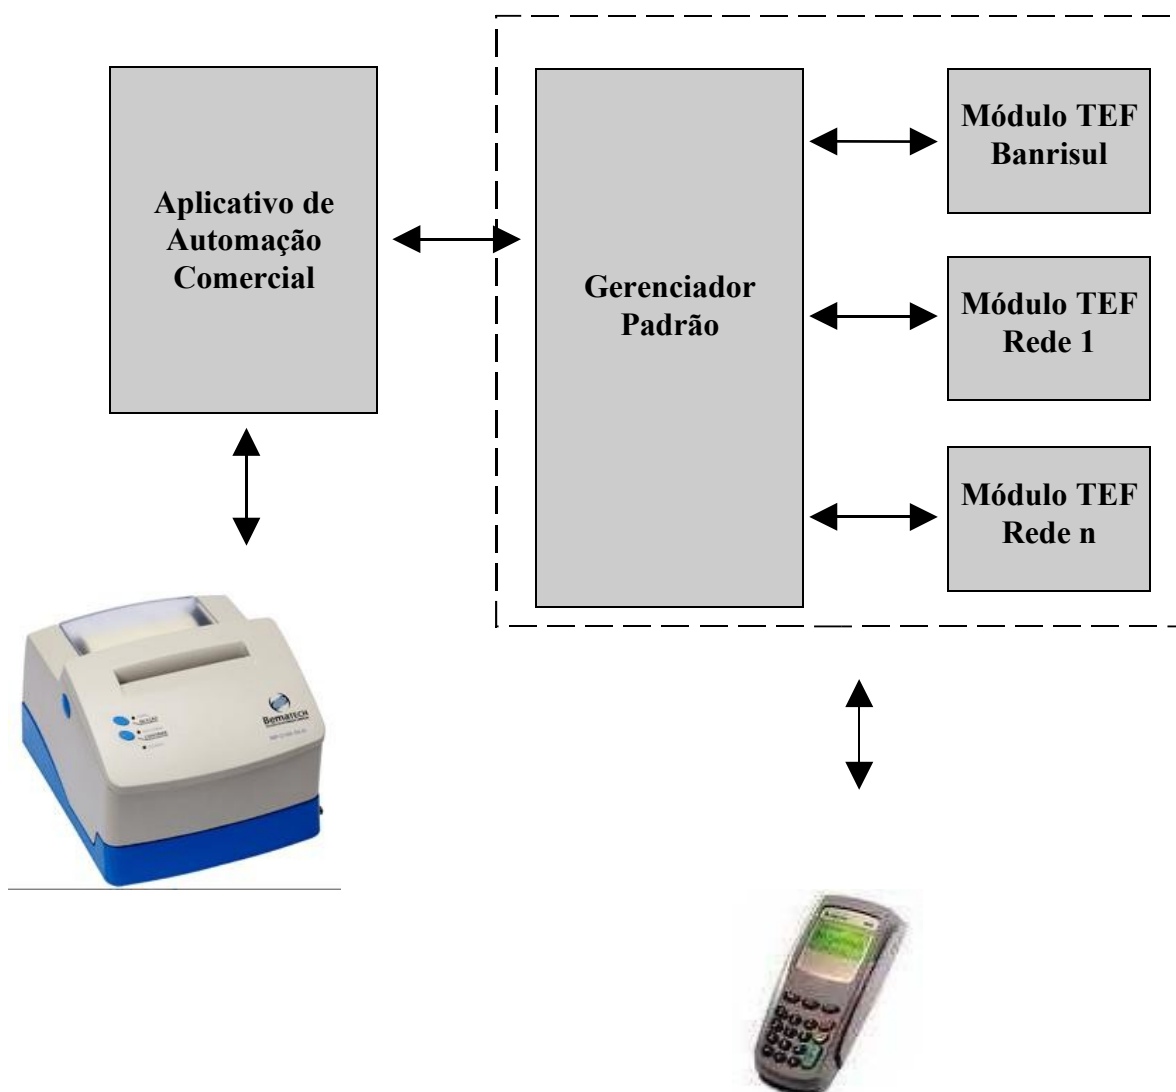 Aplicativo de
Automação
Comercial
Gerenciador
Padrão
Módulo TEF
Banrisul
Módulo TEF
Rede 1
Módulo TEF
Rede n
BEMATECH